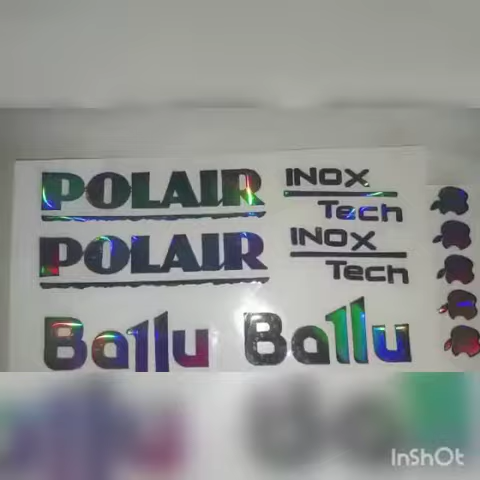 POLAIR
INOX
Tech
POLAIR
INOX
Tech
Ballu
Ballu
InShOt